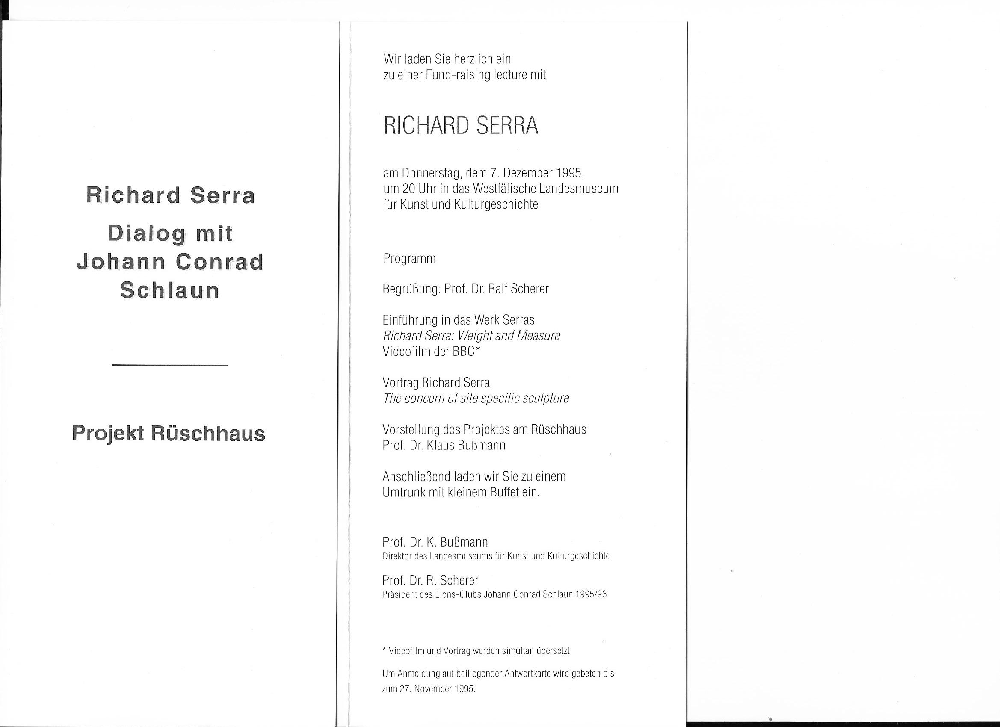 Richard Serra
Dialog mit
Johann Conrad
Schlaun
Projekt Rüschhaus
Wir laden Sie herzlich ein
zu einer Fund-raising lecture mit
RICHARD SERRA
am Donnerstag, dem 7. Dezember 1995,
um 20 Uhr in das Westfälische Landesmuseum
für Kunst und Kulturgeschichte
Programm
Begrüßung: Prof. Dr. Ralf Scherer
Einführung in das Werk Serras
Richard Serra: Weight and Measure
Videofilm der BBC*
Vortrag Richard Serra
The concern of site specific sculpture
Vorstellung des Projektes am Rüschhaus
Prof. Dr. Klaus Bußmann
Anschließend laden wir Sie zu einem
Umtrunk mit kleinem Buffet ein.
Prof. Dr. K. Bußmann
Direktor des Landesmuseums für Kunst und Kulturgeschichte
Prof. Dr. R. Scherer
Präsident des Lions-Clubs Johann Conrad Schlaun 1995/96
* Videofilm und Vortrag werden simultan übersetzt.
Um Anmeldung auf beiliegender Antwortkarte wird gebeten bis
zum 27. November 1995.